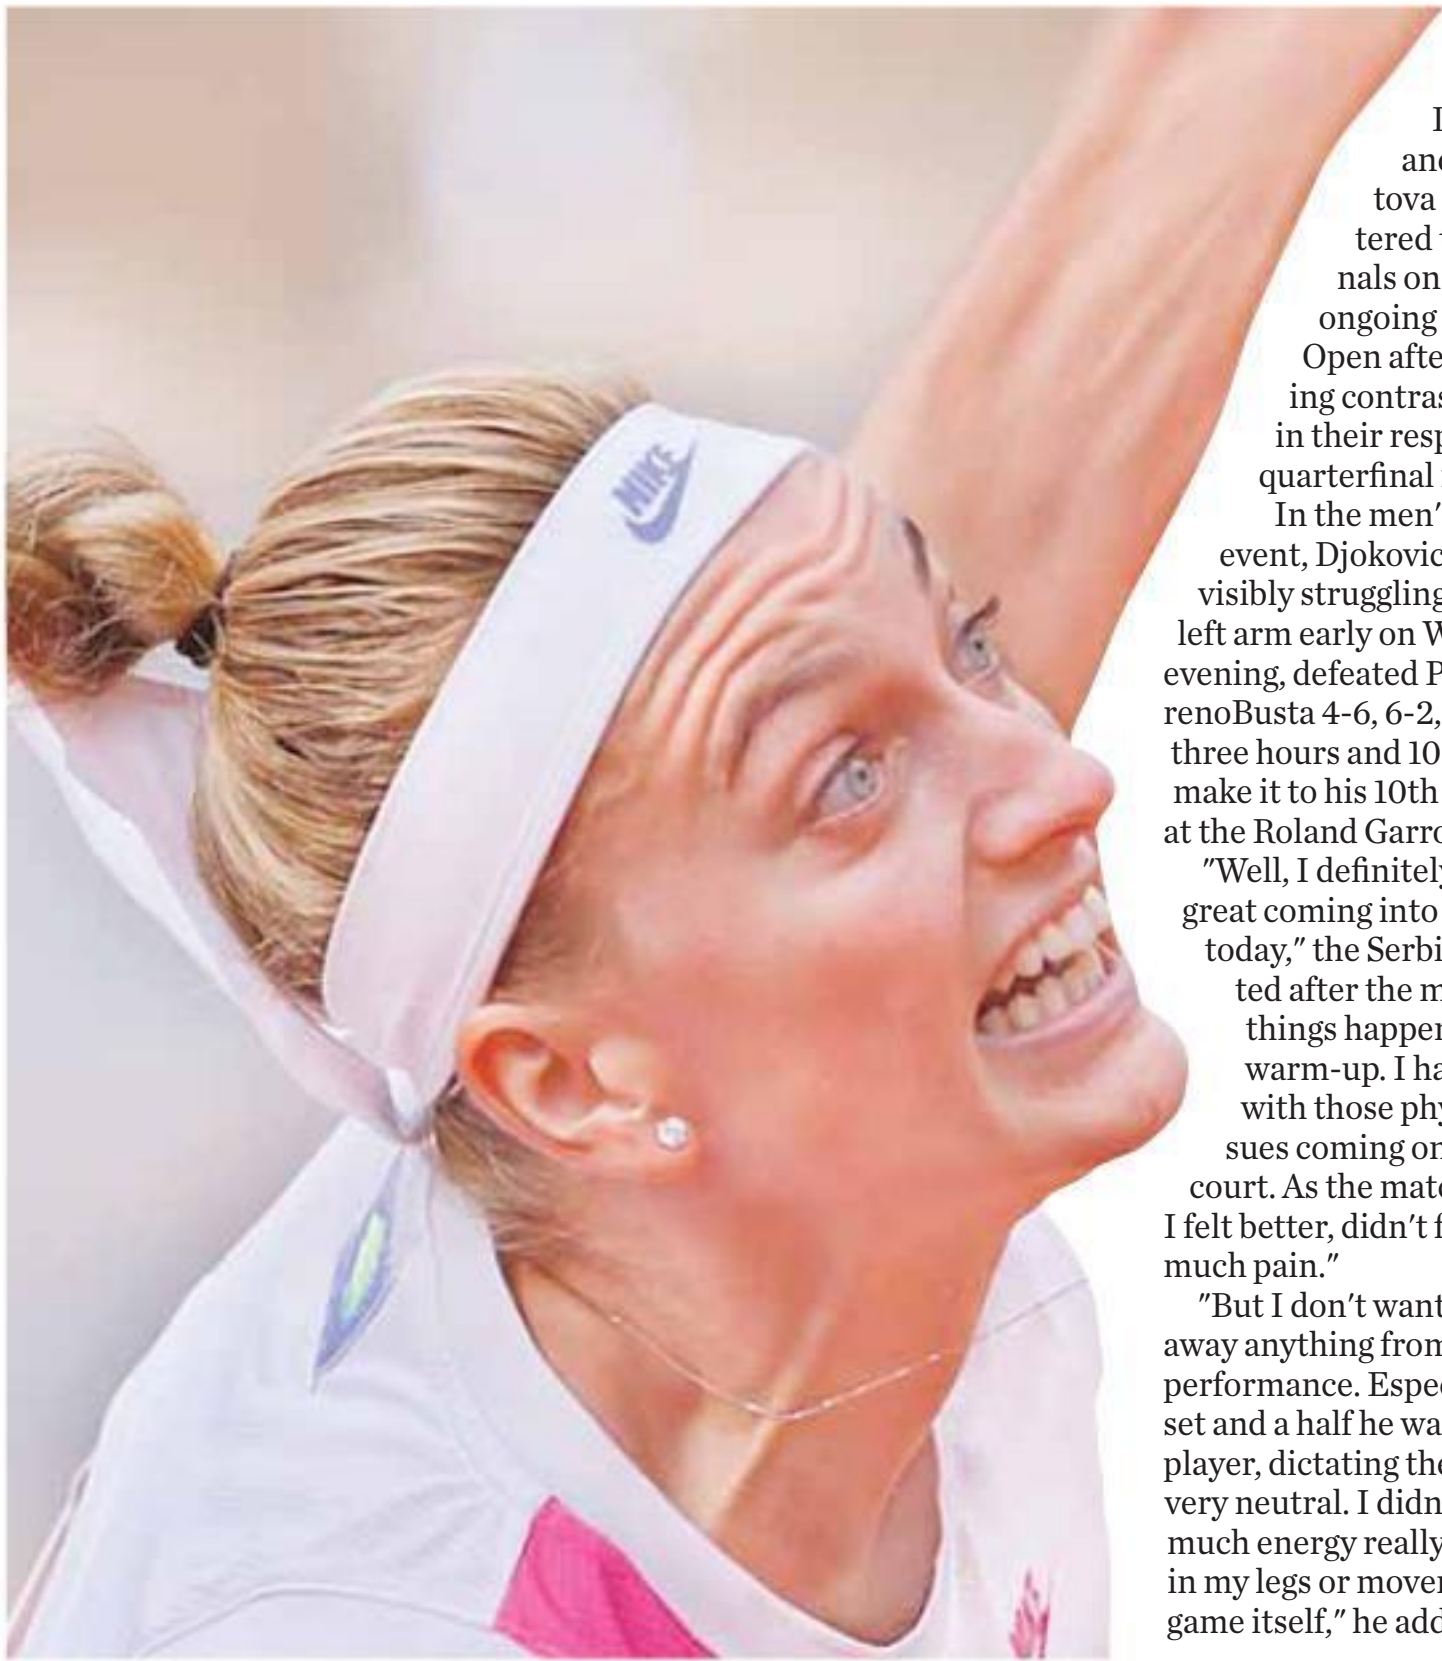 NIKE
and
tova
tered
nals on
ongoing
Open afte
ing contras
in their resp
quarterfinal
In the men'
event, Djokovic
visibly struggling
left arm early on W
evening, defeated P
renoBusta 4-6, 6-2,
three hours and 10
make it to his 10th
at the Roland Garro
"Well, I definitely
great coming into
today," the Serbi
ted after the m
things happen
warm-up. I ha
with those phy
sues coming on
court. As the matc
I felt better, didn't f
much pain."
"But I don't want
away anything from
performance. Espec
set and a half he wa
player, dictating the
very neutral. I didn
much energy really
in my legs or mover
game itself," he add